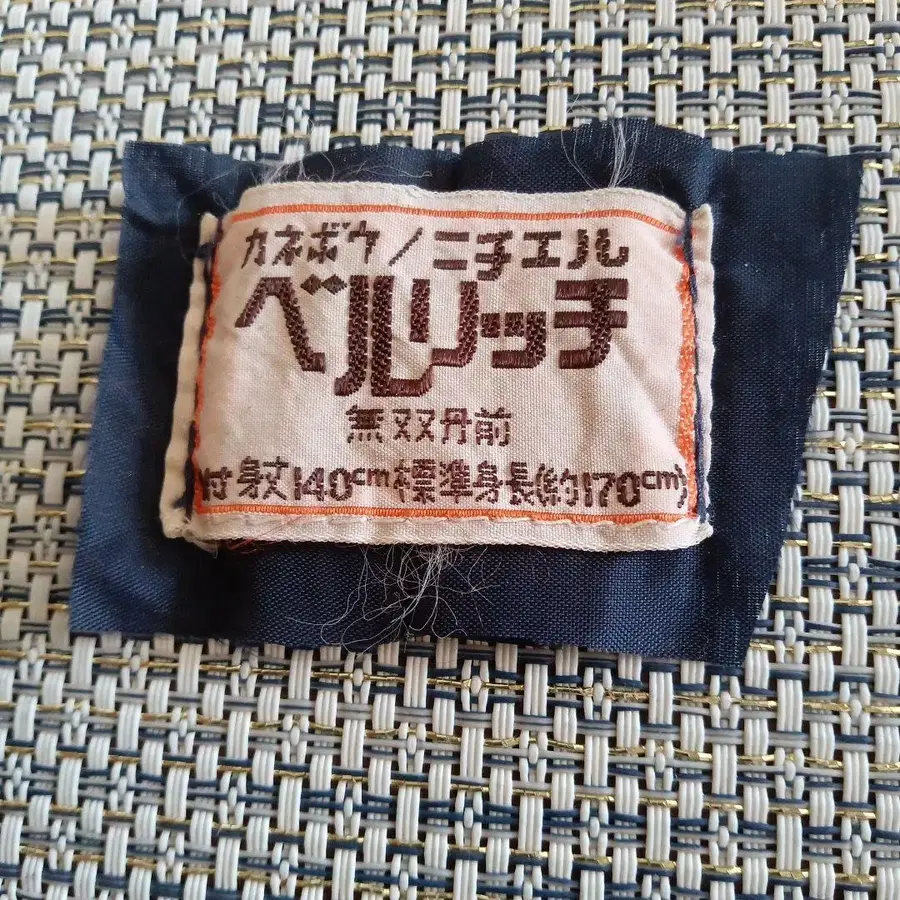 カネボウ/ニチエル
ベルリッチ
無双丹前
付身丈140cm標準身長(約170cm)